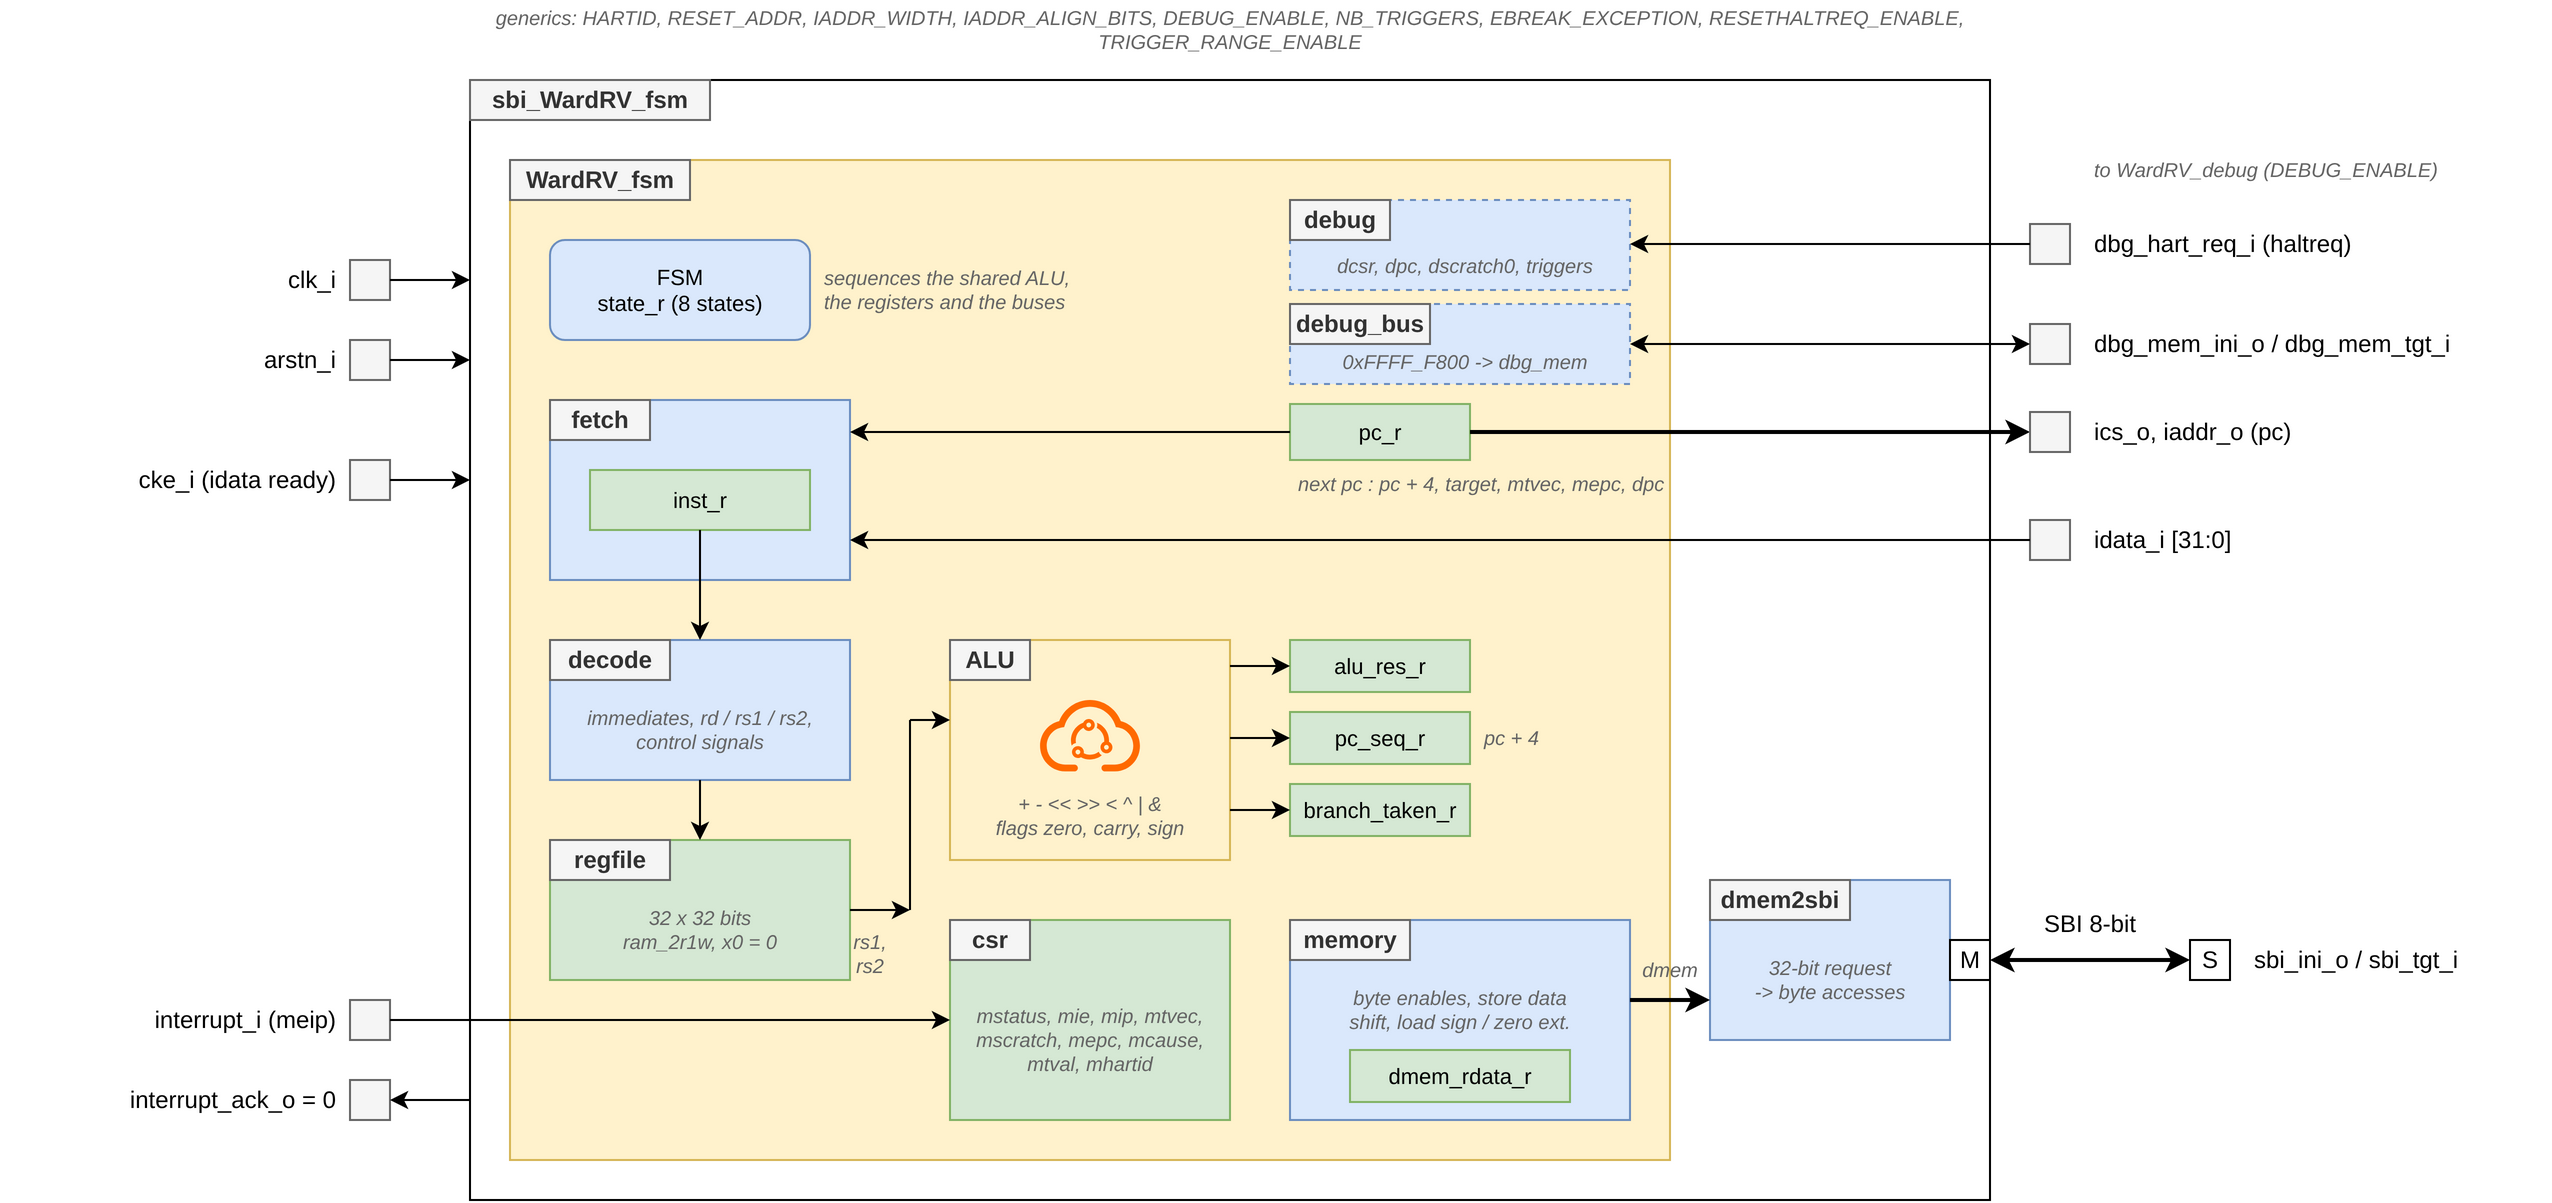 generics: HARTID, RESET_ADDR, IADDR_WIDTH, IADDR_ALIGN_BITS, DEBUG_ENABLE, NB_TRIGGERS, EBREAK_EXCEPTION, RESETHALTREQ_ENABLE,
TRIGGER_RANGE_ENABLE
sbi_WardRV_fsm
WardRV_fsm
to WardRV_debug (DEBUG_ENABLE)
debug
dcsr, dpc, dscratch0, triggers
dbg_hart_req_i (haltreq)
FSM
state_r (8 states)
sequences the shared ALU,
the registers and the buses
clk_i
debug_bus
0xFFFF_F800 -> dbg_mem
dbg_mem_ini_o / dbg_mem_tgt_i
arstn_i
fetch
pc_r
ics_o, iaddr_o (pc)
cke_i (idata ready)
inst_r
next pc : pc + 4, target, mtvec, mepc, dpc
idata_i [31:0]
decode
immediates, rd / rs1 / rs2,
control signals
ALU
+ - << >> < ^ | &
flags zero, carry, sign
alu_res_r
pc_seq_r
pc + 4
branch_taken_r
regfile
32 x 32 bits
ram_2r1w, x0 = 0
rs1,
rs2
csr
mstatus, mie, mip, mtvec,
mscratch, mepc, mcause,
mtval, mhartid
memory
byte enables, store data
shift, load sign / zero ext.
dmem_rdata_r
dmem
dmem2sbi
32-bit request
-> byte accesses
M
SBI 8-bit
S
sbi_ini_o / sbi_tgt_i
interrupt_i (meip)
interrupt_ack_o = 0